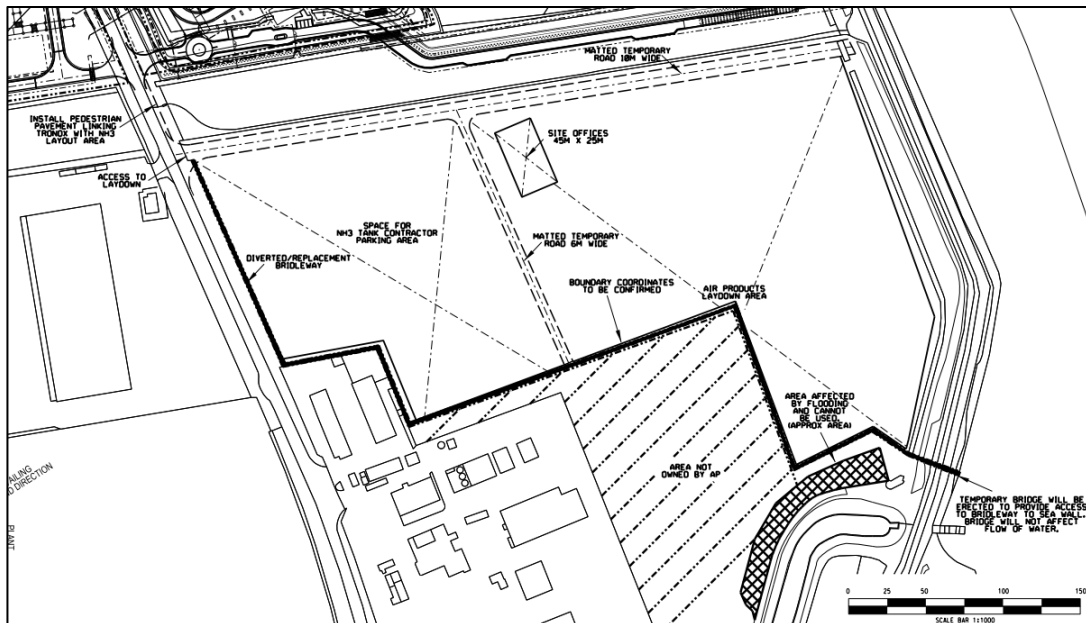 MATTED TEMPORARY
ROAD 10M WIDE
INSTALL PEDESTRIAN
PAVEMENT LINKING
TRONOX WITH NH3
LAYOUT AREA
SITE OFFICES
45M X 25M
ACCESS TO
LAYDOWN
SPACE FOR
NH3 TANK CONTRACTOR
PARKING AREA
MATTED TEMPORARY
ROAD 6M WIDE
DIVERTED/REPLACEMENT
BRIDLEWAY
BOUNDARY COORDINATES
TO BE CONFIRMED
AIR PRODUCTS
LAYDOWN AREA
AREA AFFECTED
BY FLOODING
AND CANNOT
BE USED.
(APPROX AREA)
AREA NOT
OWNED BY AP
AILING
D DIRECTION
PLANT
TEMPORARY BRIDGE WILL BE
ERECTED TO PROVIDE ACCESS
TO BRIDLEWAY TO SEA WALL.
BRIDGE WILL NOT AFFECT
FLOW OF WATER.
0 25 50 100 150
SCALE BAR 1:1000